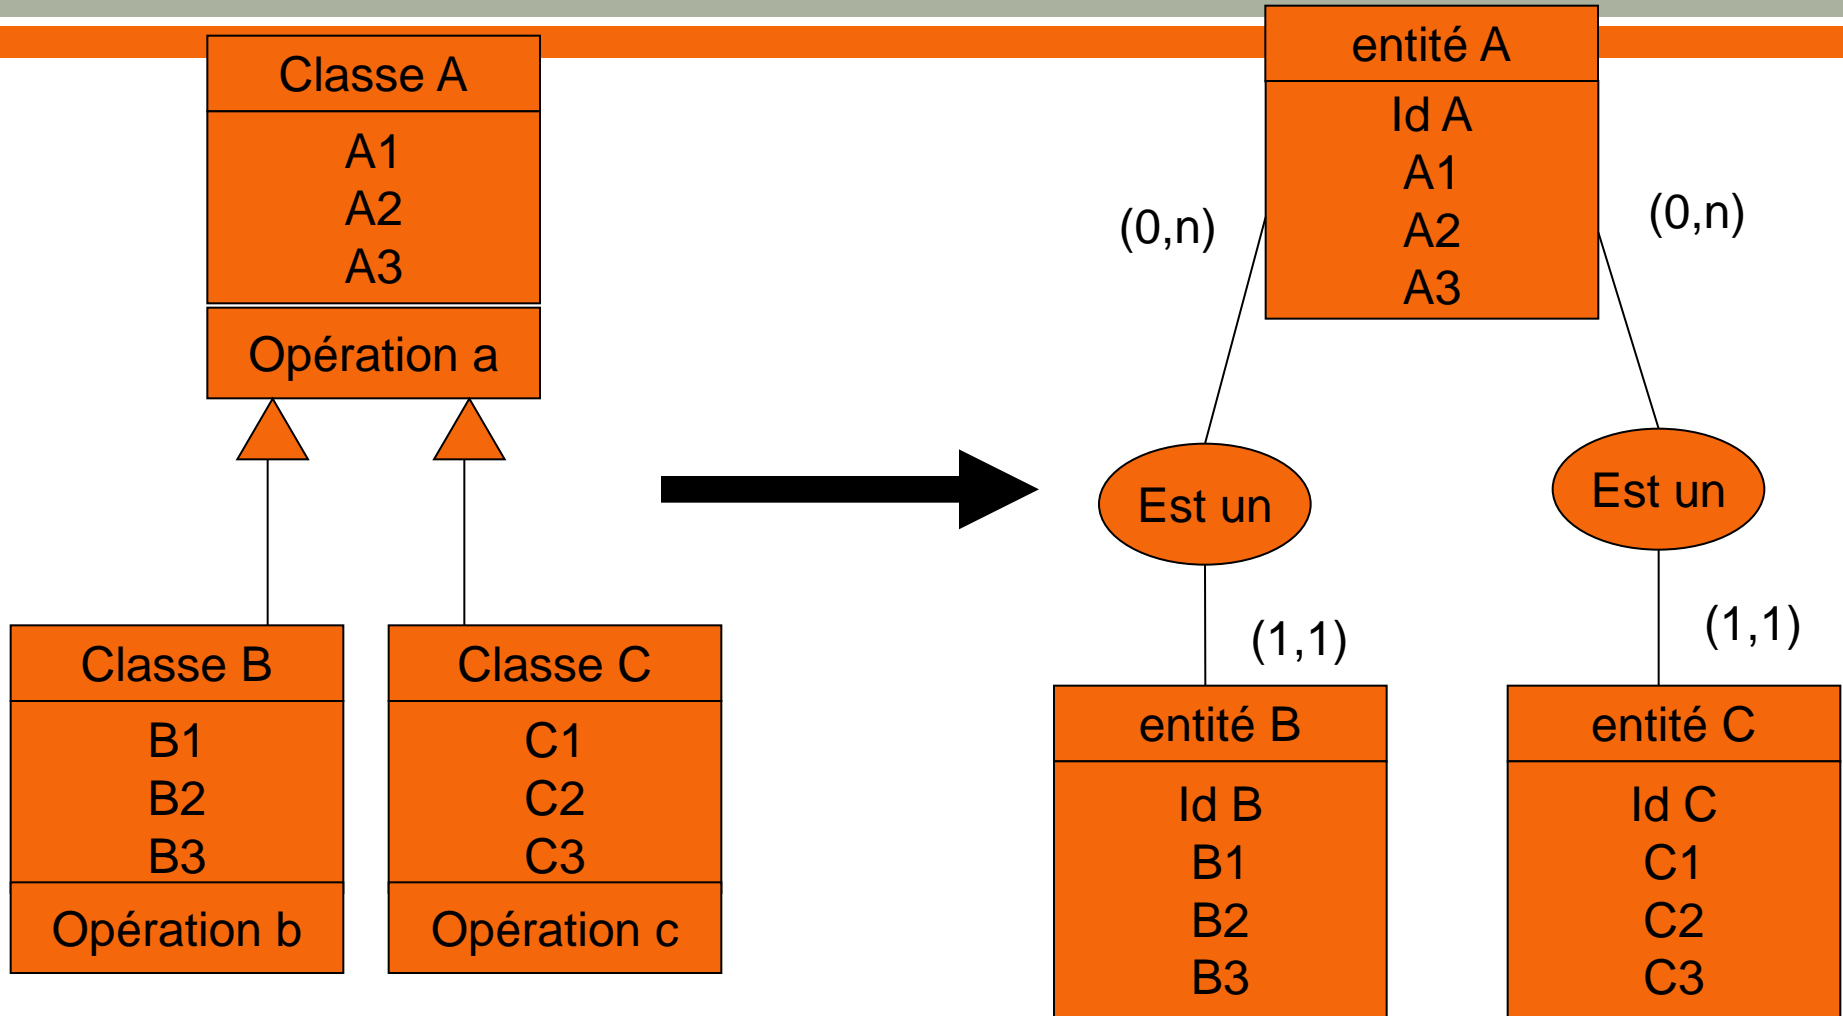 Classe A
A1
A2
A3
Opération a
Classe B
B1
B2
B3
Opération b
Classe C
C1
C2
C3
Opération c
entité A
Id A
A1
A2
A3
(0,n)
(0,n)
Est un
Est un
(1,1)
(1,1)
entité B
Id B
B1
B2
B3
entité C
Id C
C1
C2
C3